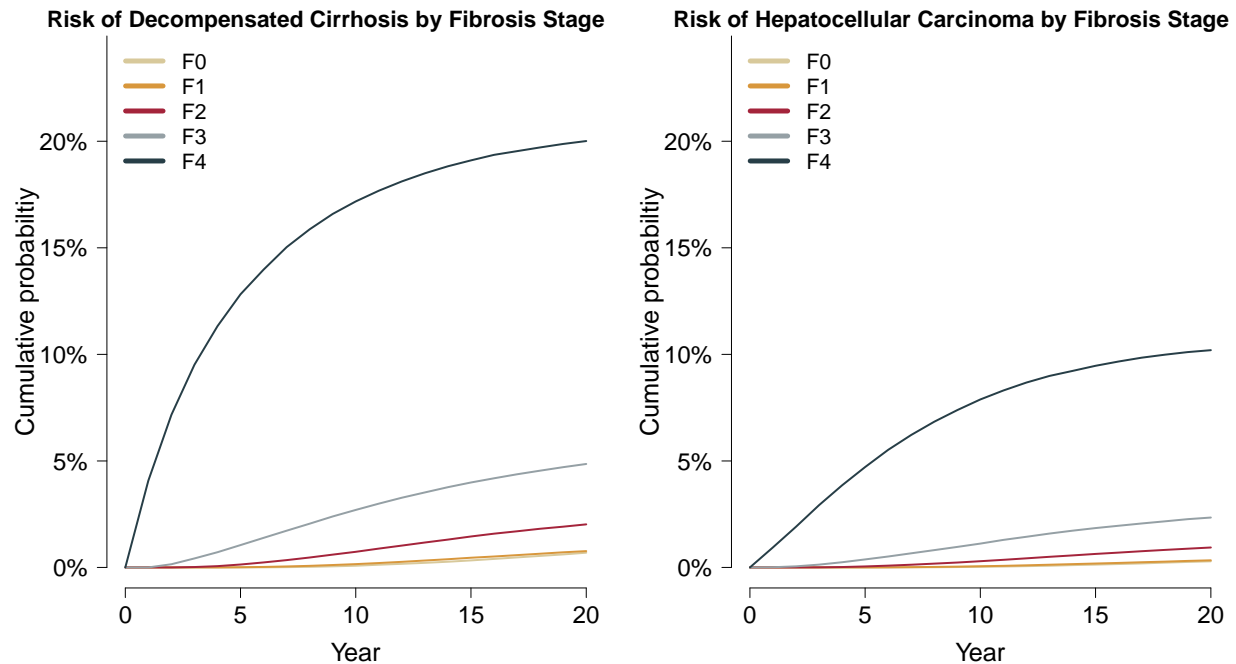 Risk of Decompensated Cirrhosis by Fibrosis Stage
F0
F1
F2
F3
F4
20%
15%
10%
5%
0%
Cumulative probabiltiy
0 5 10 15 20
Year
Risk of Hepatocellular Carcinoma by Fibrosis Stage
F0
F1
F2
F3
F4
20%
15%
10%
5%
0%
Cumulative probabiltiy
0 5 10 15 20
Year